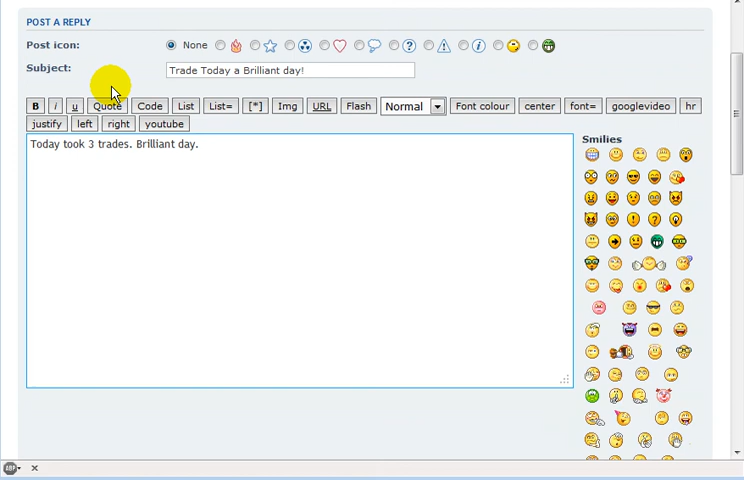 POST A REPLY
Post icon: None
Subject: Trade Today a Brilliant day!
B i u Quote Code List List= [*] Img URL Flash Normal Font colour center font= googlevideo hr
justify left right youtube
Today took 3 trades. Brilliant day.
Smilies
ABP